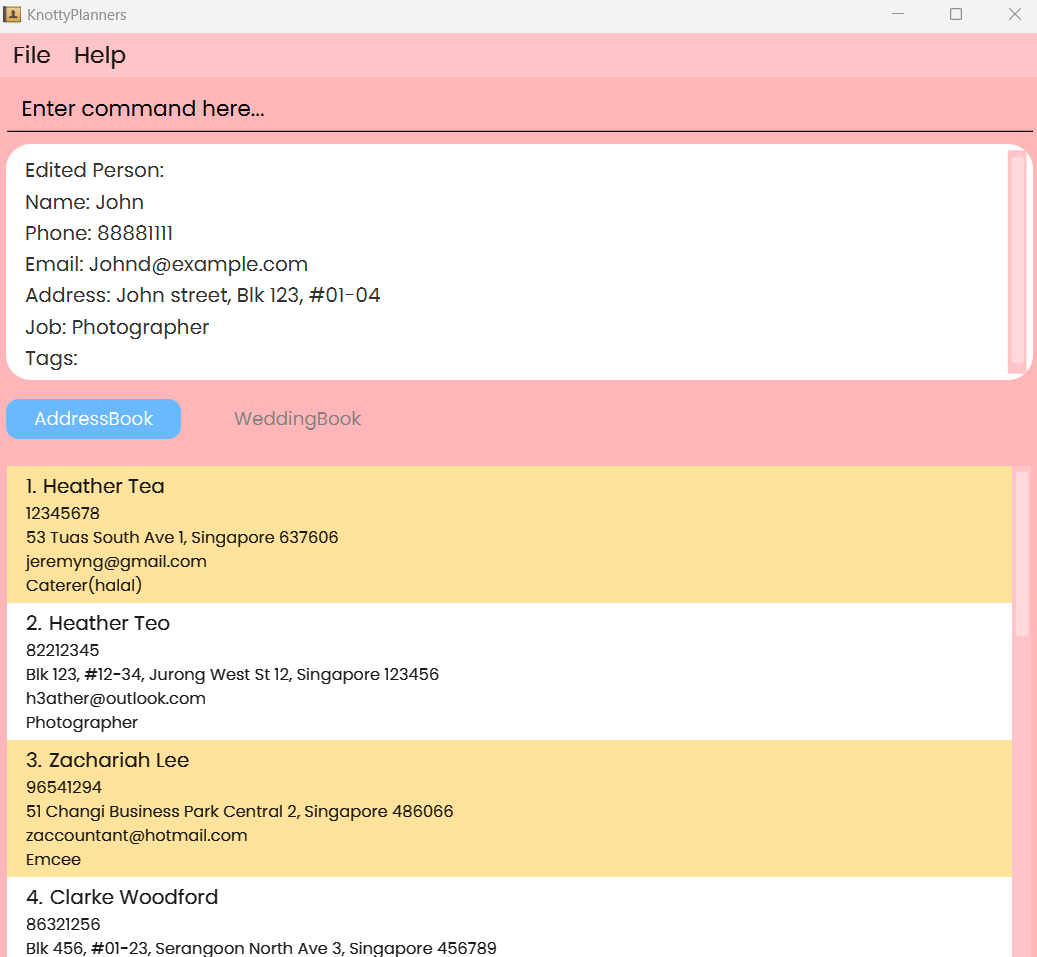 KnottyPlanners
File Help
Enter command here...
Edited Person:
Name: John
Phone: 88881111
Email: Johnd@example.com
Address: John street, Blk 123, #01-04
Job: Photographer
Tags:
AddressBook WeddingBook
1. Heather Tea
12345678
53 Tuas South Ave 1, Singapore 637606
jeremyng@gmail.com
Caterer(halal)
2. Heather Teo
82212345
Blk 123, #12-34, Jurong West St 12, Singapore 123456
h3ather@outlook.com
Photographer
3. Zachariah Lee
96541294
51 Changi Business Park Central 2, Singapore 486066
zaccountant@hotmail.com
Emcee
4. Clarke Woodford
86321256
Blk 456, #01-23, Serangoon North Ave 3, Singapore 456789